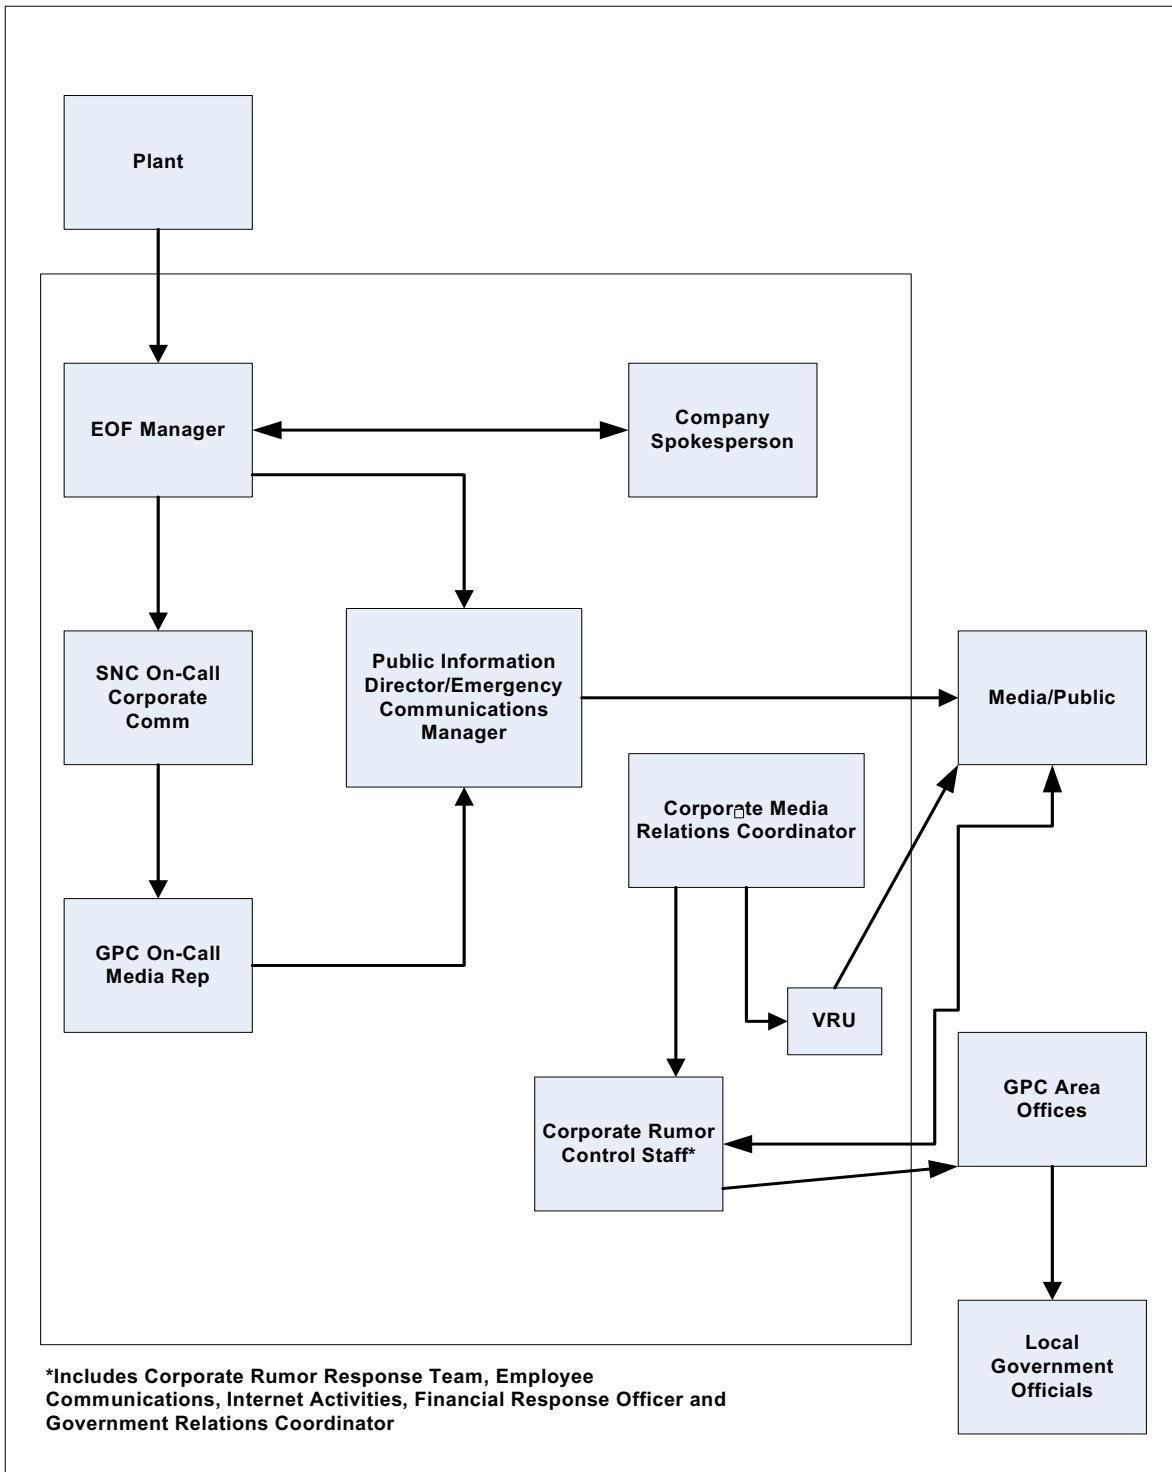 Plant
EOF Manager
Company
Spokesperson
SNC On-Call
Corporate
Comm
Public Information
Director/Emergency
Communications
Manager
Media/Public
Corporate Media
Relations Coordinator
GPC On-Call
Media Rep
VRU
GPC Area
Offices
Corporate Rumor
Control Staff*
Local
Government
Officials
*Includes Corporate Rumor Response Team, Employee
Communications, Internet Activities, Financial Response Officer and
Government Relations Coordinator